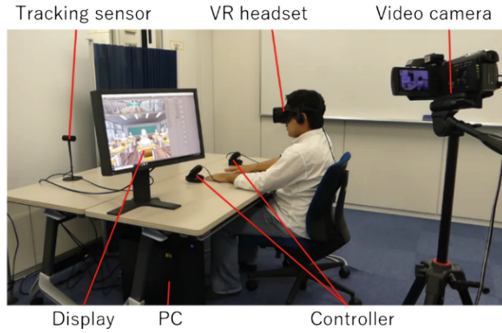 Tracking sensor
VR headset
Video camera
Display
PC
Controller